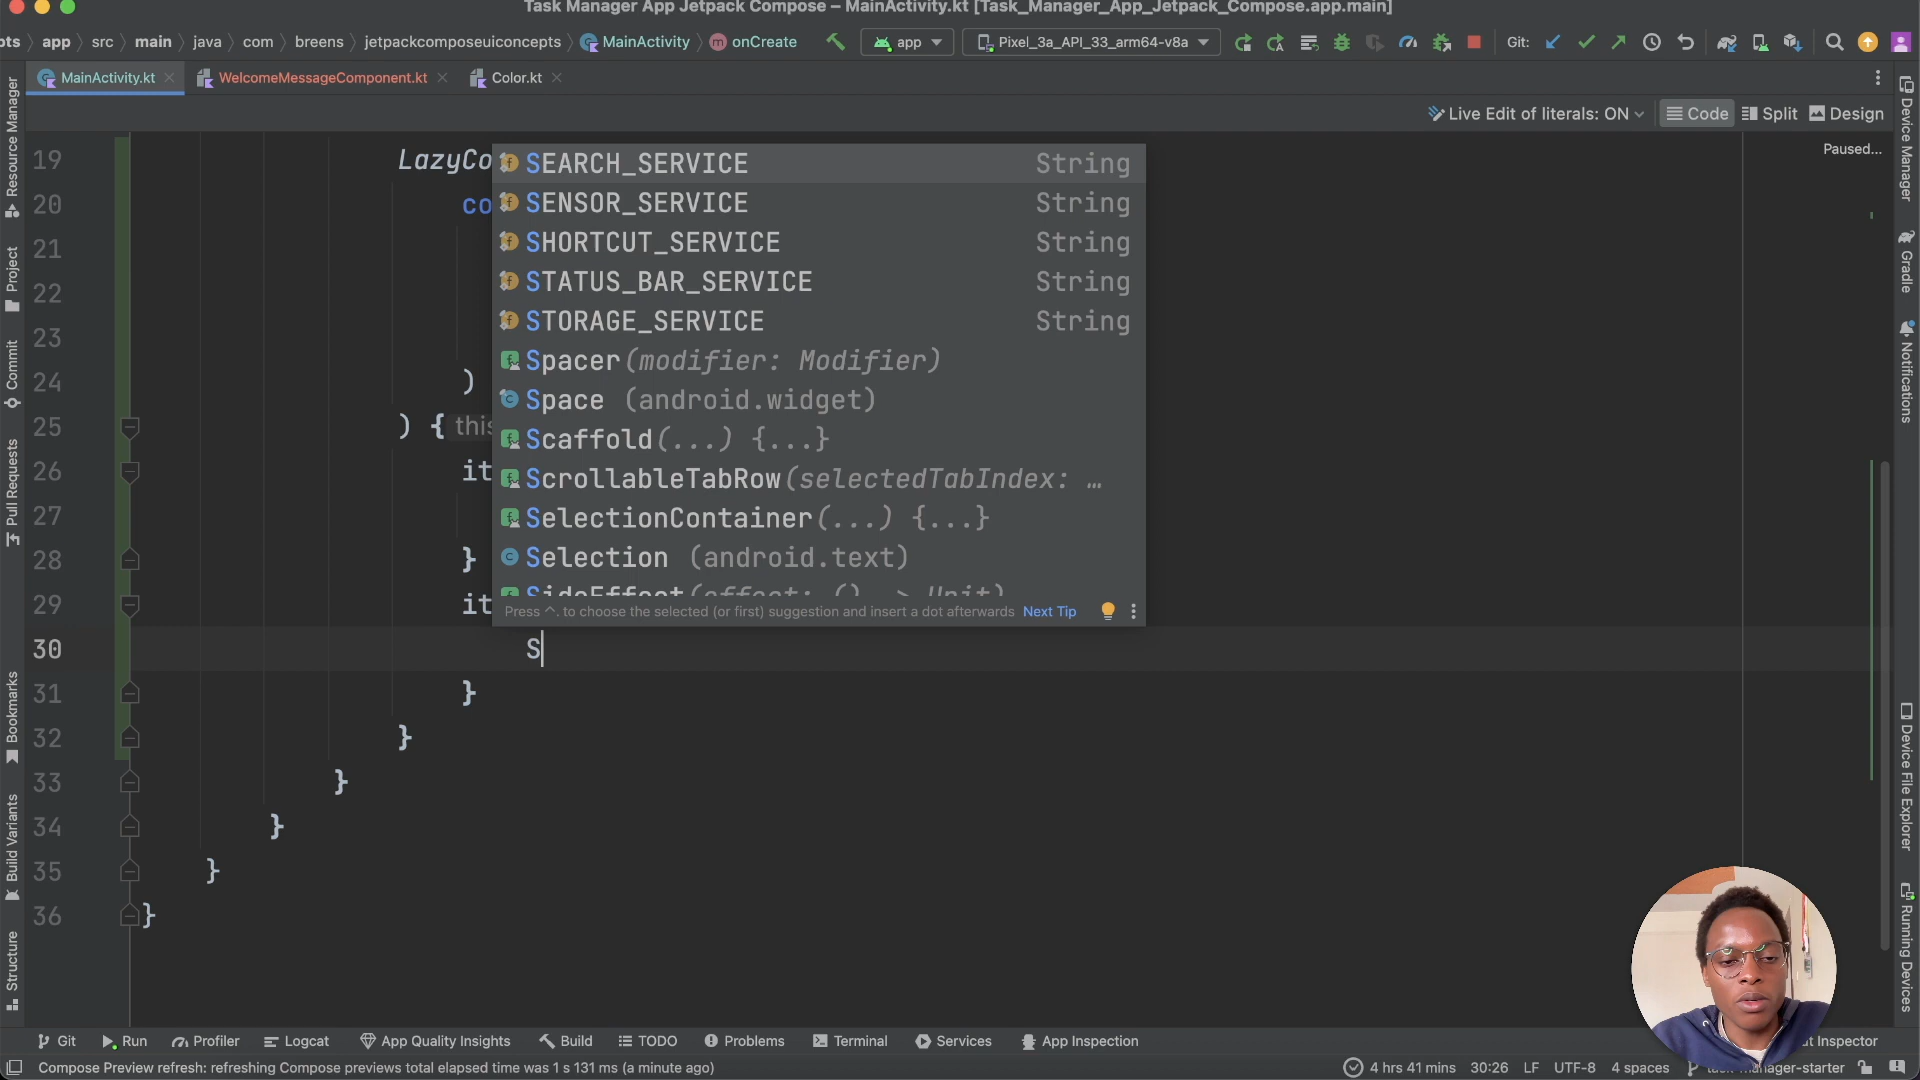 Task Manager App Jetpack Compose – MainActivity.kt [Task_Manager_App_Jetpack_Compose.app.main]
pts app src main java com breens jetpackcomposeuiconcepts MainActivity onCreate app Pixel_3a_API_33_arm64-v8a Git:
MainActivity.kt WelcomeMessageComponent.kt Color.kt
Live Edit of literals: ON Code Split Design
Paused...
19 LazyCo
20 co
21
22
23
24 )
25 ) { this
26 it
27
28 }
29 it
30 S
31 }
32 }
33 }
34 }
35 }
36 }
SEARCH_SERVICE String
SENSOR_SERVICE String
SHORTCUT_SERVICE String
STATUS_BAR_SERVICE String
STORAGE_SERVICE String
Spacer(modifier: Modifier)
Space (android.widget)
Scaffold(...) {...}
ScrollableTabRow(selectedTabIndex: …
SelectionContainer(...) {...}
Selection (android.text)
SideEffect(effect: () -> Unit)
Press ^. to choose the selected (or first) suggestion and insert a dot afterwards Next Tip
Resource Manager
Project
Commit
Pull Requests
Bookmarks
Build Variants
Structure
Device Manager
Gradle
Notifications
Device File Explorer
Running Devices
Git Run Profiler Logcat App Quality Insights Build TODO Problems Terminal Services App Inspection Inspector
Compose Preview refresh: refreshing Compose previews total elapsed time was 1 s 131 ms (a minute ago) 4 hrs 41 mins 30:26 LF UTF-8 4 spaces task-manager-starter